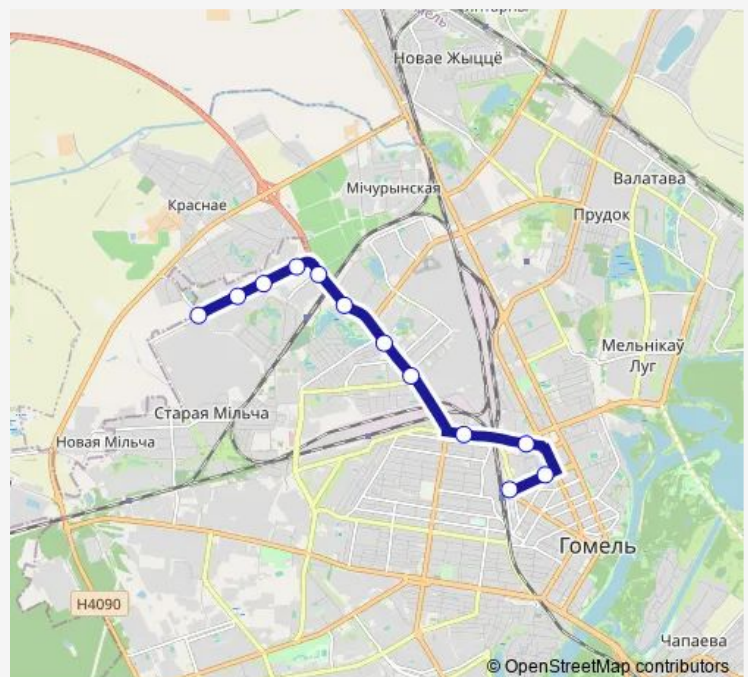 Новае Жыццё
Мічурынская
Краснае
Валатава
Прудок
Мельнікаў
Луг
Старая Мільча
Новая Мільча
Гомель
H4090
Чапаева
© OpenStreetMap contributors